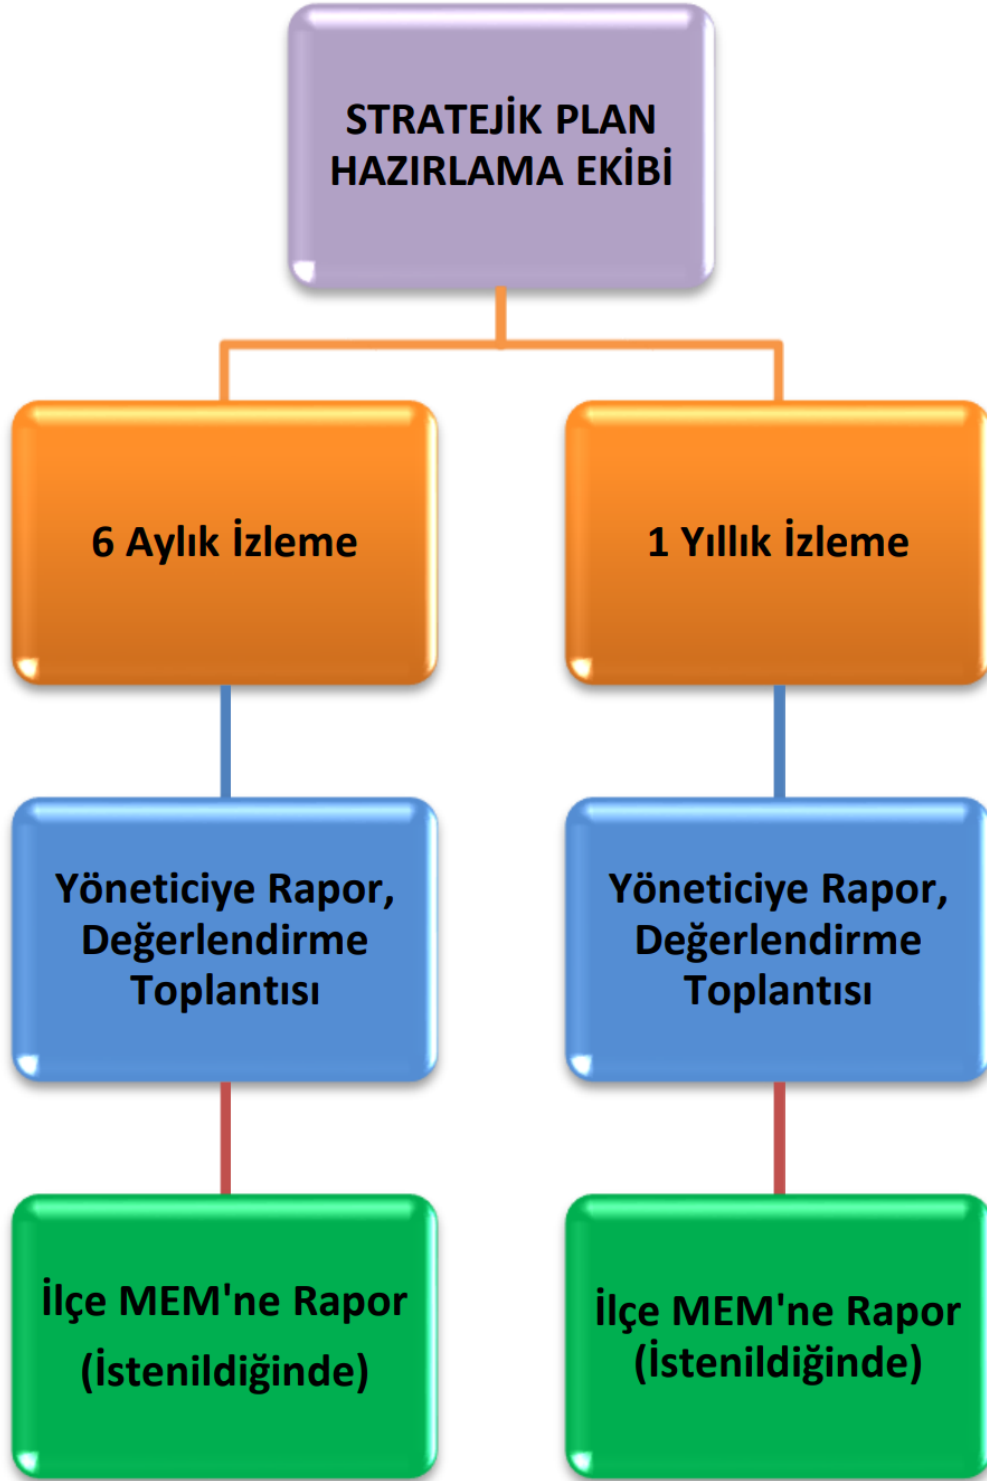 STRATEJİK PLAN
HAZIRLAMA EKİBİ
6 Aylık İzleme
1 Yıllık İzleme
Yöneticiye Rapor,
Değerlendirme
Toplantısı
Yöneticiye Rapor,
Değerlendirme
Toplantısı
İlçe MEM'ne Rapor
(İstenildiğinde)
İlçe MEM'ne Rapor
(İstenildiğinde)